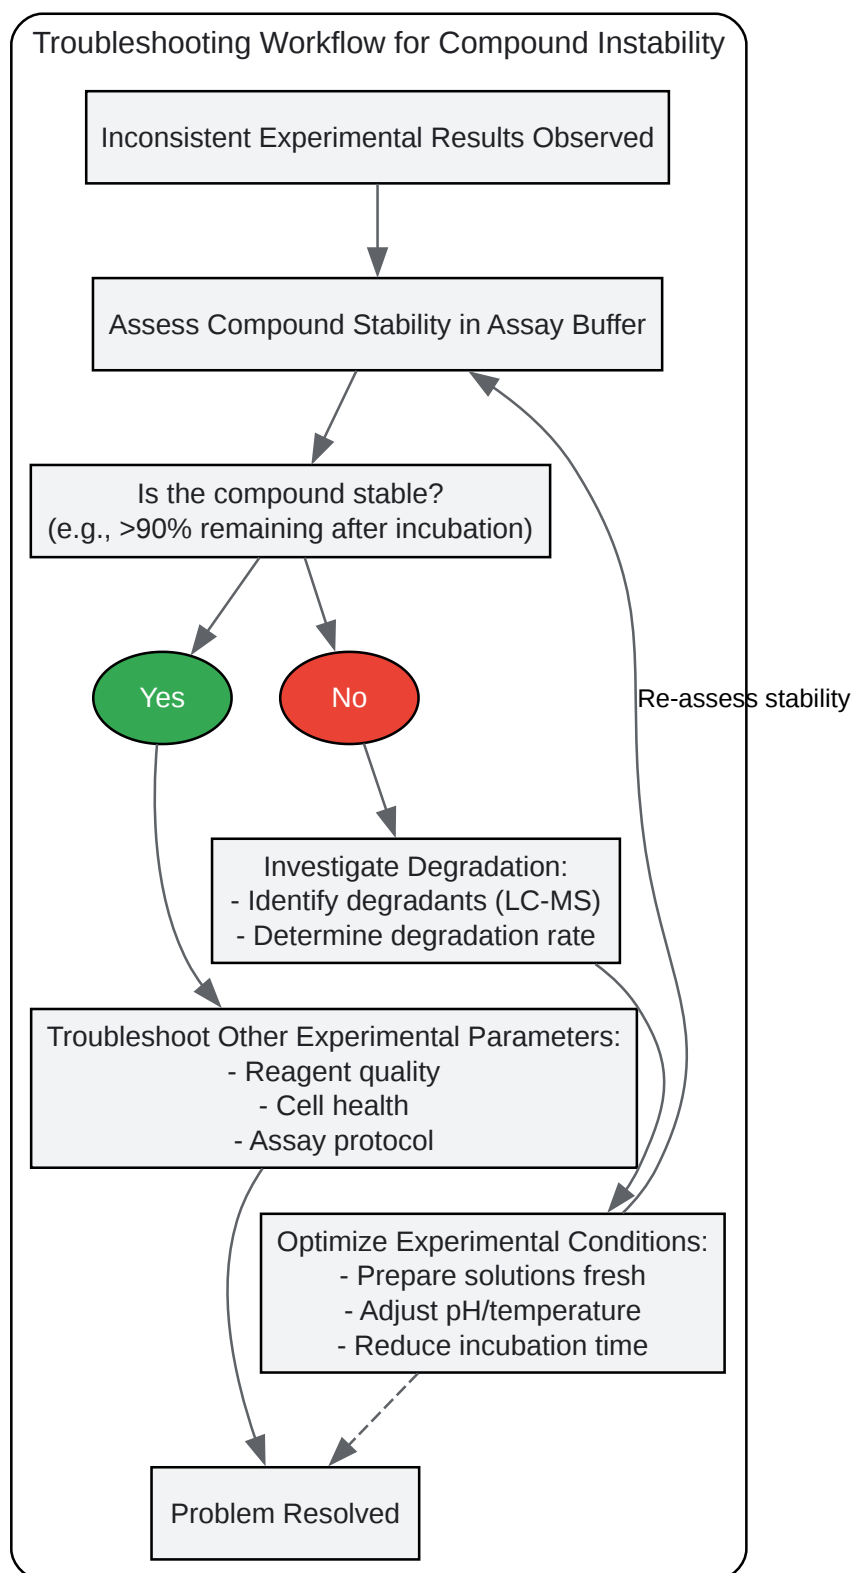 Troubleshooting Workflow for Compound Instability
Inconsistent Experimental Results Observed
Assess Compound Stability in Assay Buffer
Is the compound stable?
(e.g., >90% remaining after incubation)
Yes
No
Re-assess stability
Investigate Degradation:
- Identify degradants (LC-MS)
- Determine degradation rate
Troubleshoot Other Experimental Parameters:
- Reagent quality
- Cell health
- Assay protocol
Optimize Experimental Conditions:
- Prepare solutions fresh
- Adjust pH/temperature
- Reduce incubation time
Problem Resolved